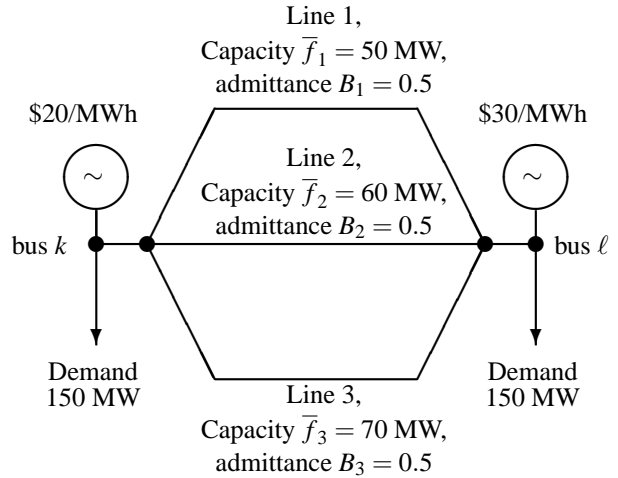 Line 1,
Capacity f̅₁ = 50 MW,
admittance B₁ = 0.5
$20/MWh
$30/MWh
∼
∼
Line 2,
Capacity f̅₂ = 60 MW,
admittance B₂ = 0.5
bus k
bus ℓ
Demand
150 MW
Demand
150 MW
Line 3,
Capacity f̅₃ = 70 MW,
admittance B₃ = 0.5